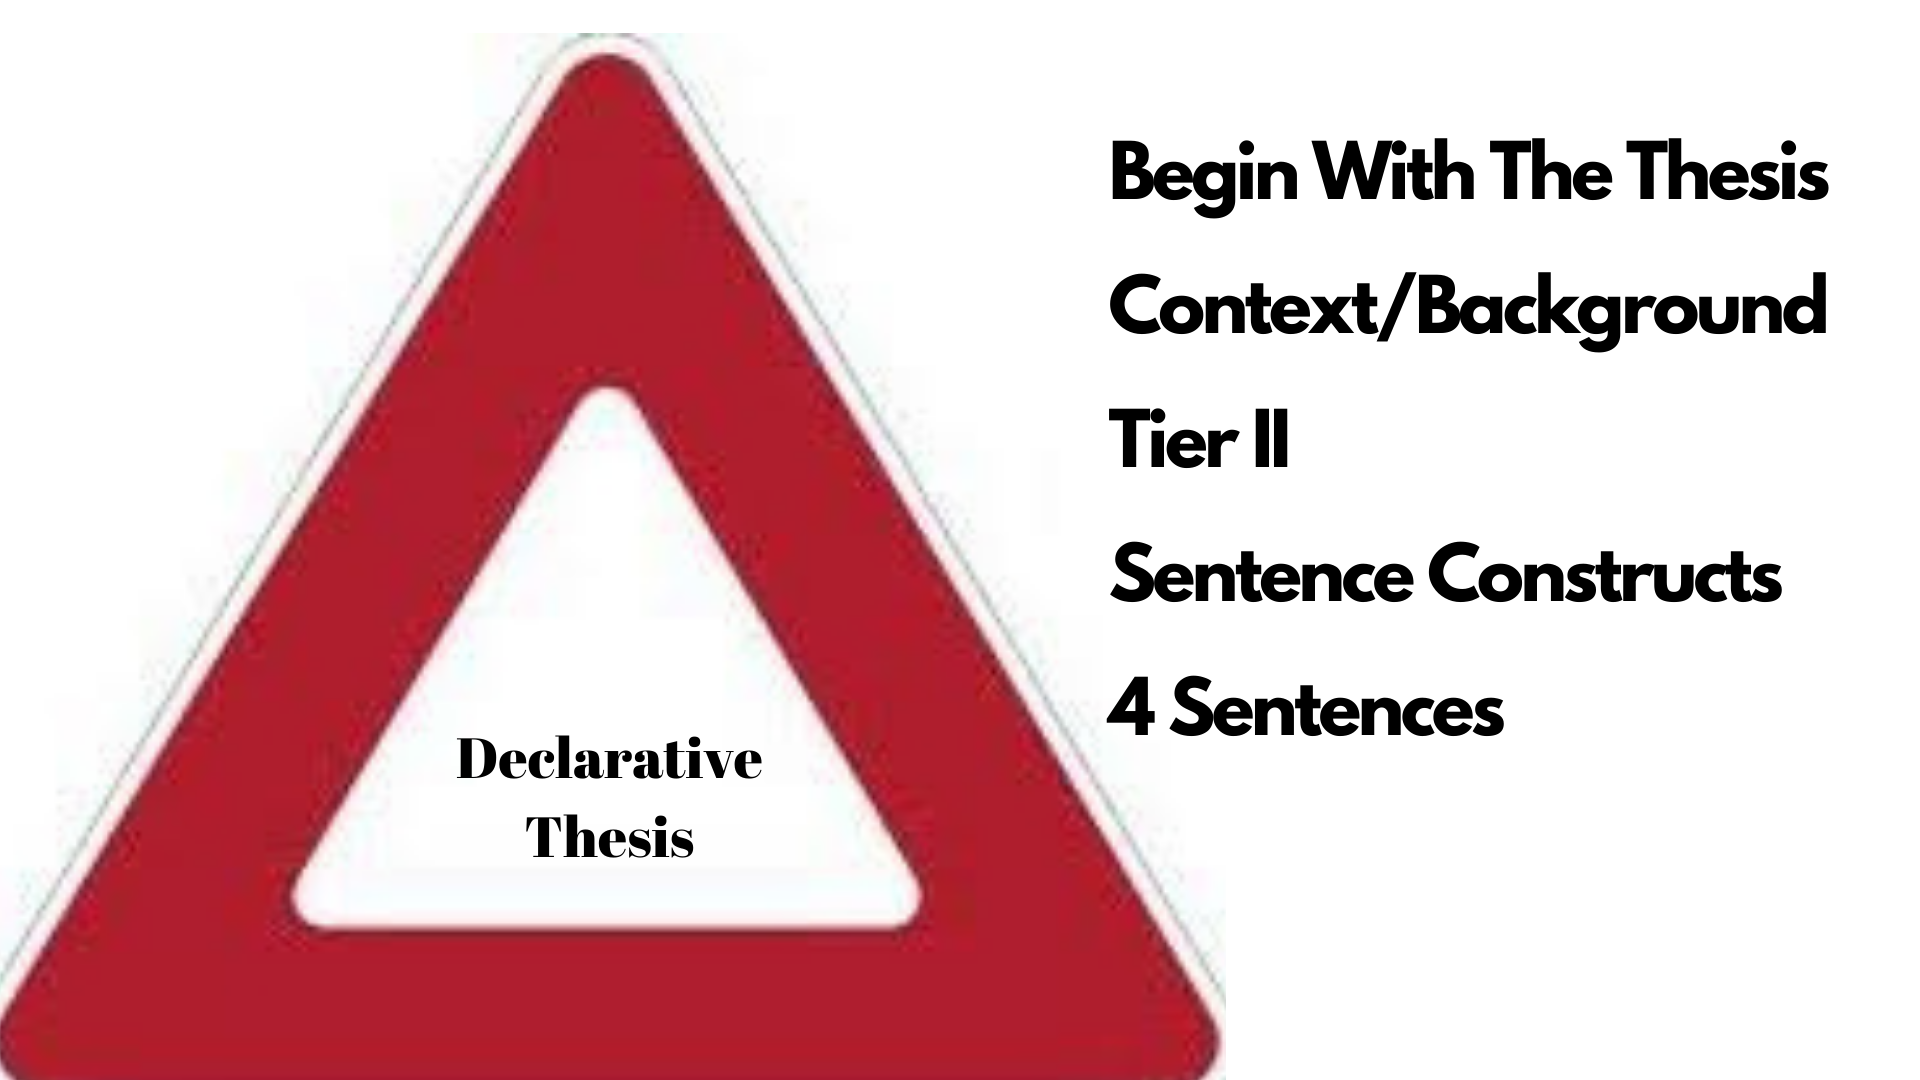 Begin With The Thesis
Context/Background
Tier II
Sentence Constructs
4 Sentences
Declarative
Thesis